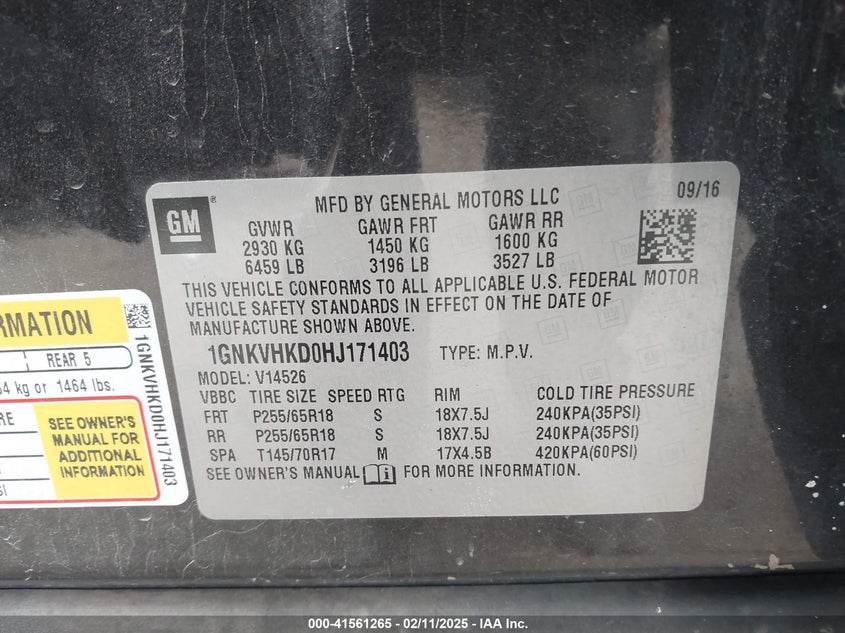 GM
®
MFD BY GENERAL MOTORS LLC
09/16
GVWR GAWR FRT GAWR RR
2930 KG 1450 KG 1600 KG
6459 LB 3196 LB 3527 LB
THIS VEHICLE CONFORMS TO ALL APPLICABLE U.S. FEDERAL MOTOR
VEHICLE SAFETY STANDARDS IN EFFECT ON THE DATE OF
MANUFACTURE SHOWN ABOVE.
1GNKVHKD0HJ171403 TYPE: M.P.V.
MODEL: V14526
VBBC TIRE SIZE SPEED RTG RIM COLD TIRE PRESSURE
FRT P255/65R18 S 18X7.5J 240KPA(35PSI)
RR P255/65R18 S 18X7.5J 240KPA(35PSI)
SPA T145/70R17 M 17X4.5B 420KPA(60PSI)
SEE OWNER'S MANUAL FOR MORE INFORMATION.
REAR 5
kg or 1464 lbs.
SEE OWNER'S
MANUAL FOR
ADDITIONAL
INFORMATION
1GNKVHKD0HJ171403
000-41561265 - 02/11/2025 - IAA Inc.